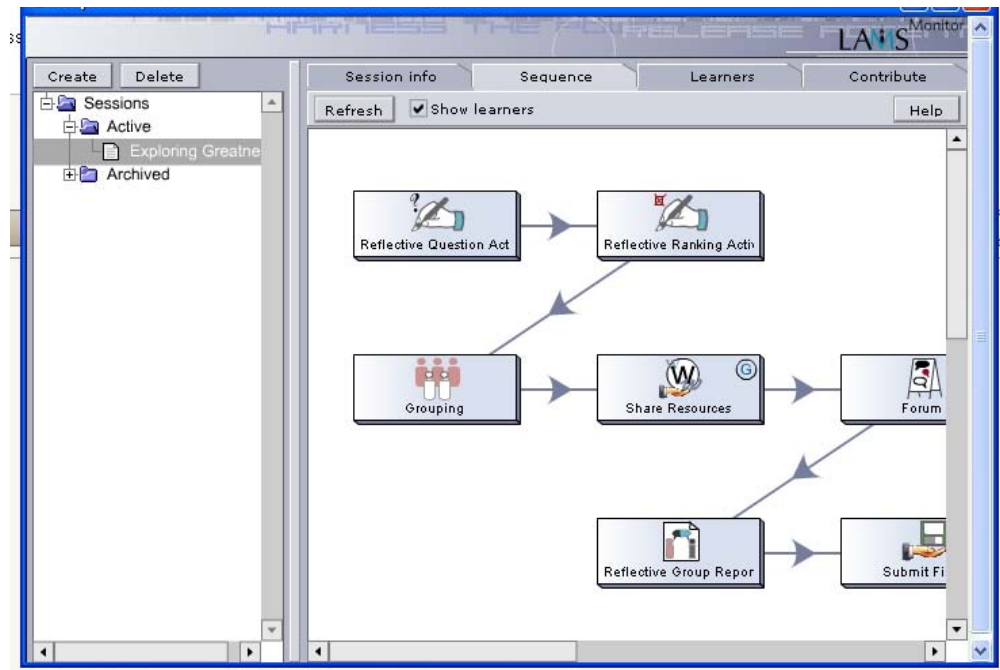 LAMS Monitor
Create Delete
Session info Sequence Learners Contribute
Sessions
Active
Exploring Greatne
Archived
Refresh Show learners Help
Reflective Question Act
Reflective Ranking Activ
Grouping
W
Share Resources
G
Forum
Reflective Group Repor
Submit Fi